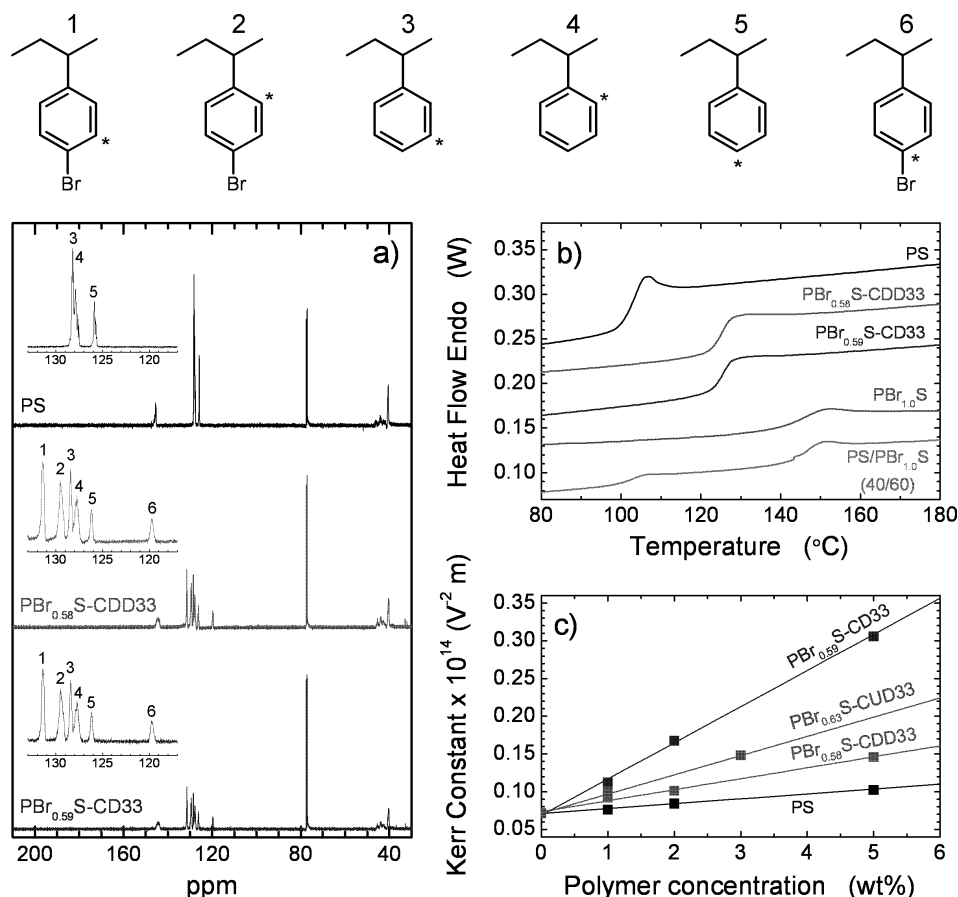 1 2 3 4 5 6
* * * * * *
Br Br Br
a)
3
4
5
130 125 120
PS
1 2 3 4 5 6
130 125 120
PBr0.58S-CDD33
1 2 3 4 5 6
130 125 120
PBr0.59S-CD33
200 160 120 80 40
ppm
Heat Flow Endo (W)
0.35
0.30
0.25
0.20
0.15
0.10
b)
PS
PBr0.58S-CDD33
PBr0.59S-CD33
PBr1.0S
PS/PBr1.0S
(40/60)
80 100 120 140 160 180
Temperature (°C)
Kerr Constant x 10^14 (V^-2 m)
0.35
0.30
0.25
0.20
0.15
0.10
0.05
c)
PBr0.59S-CD33
PBr0.63S-CUD33
PBr0.58S-CDD33
PS
0 1 2 3 4 5 6
Polymer concentration (wt%)